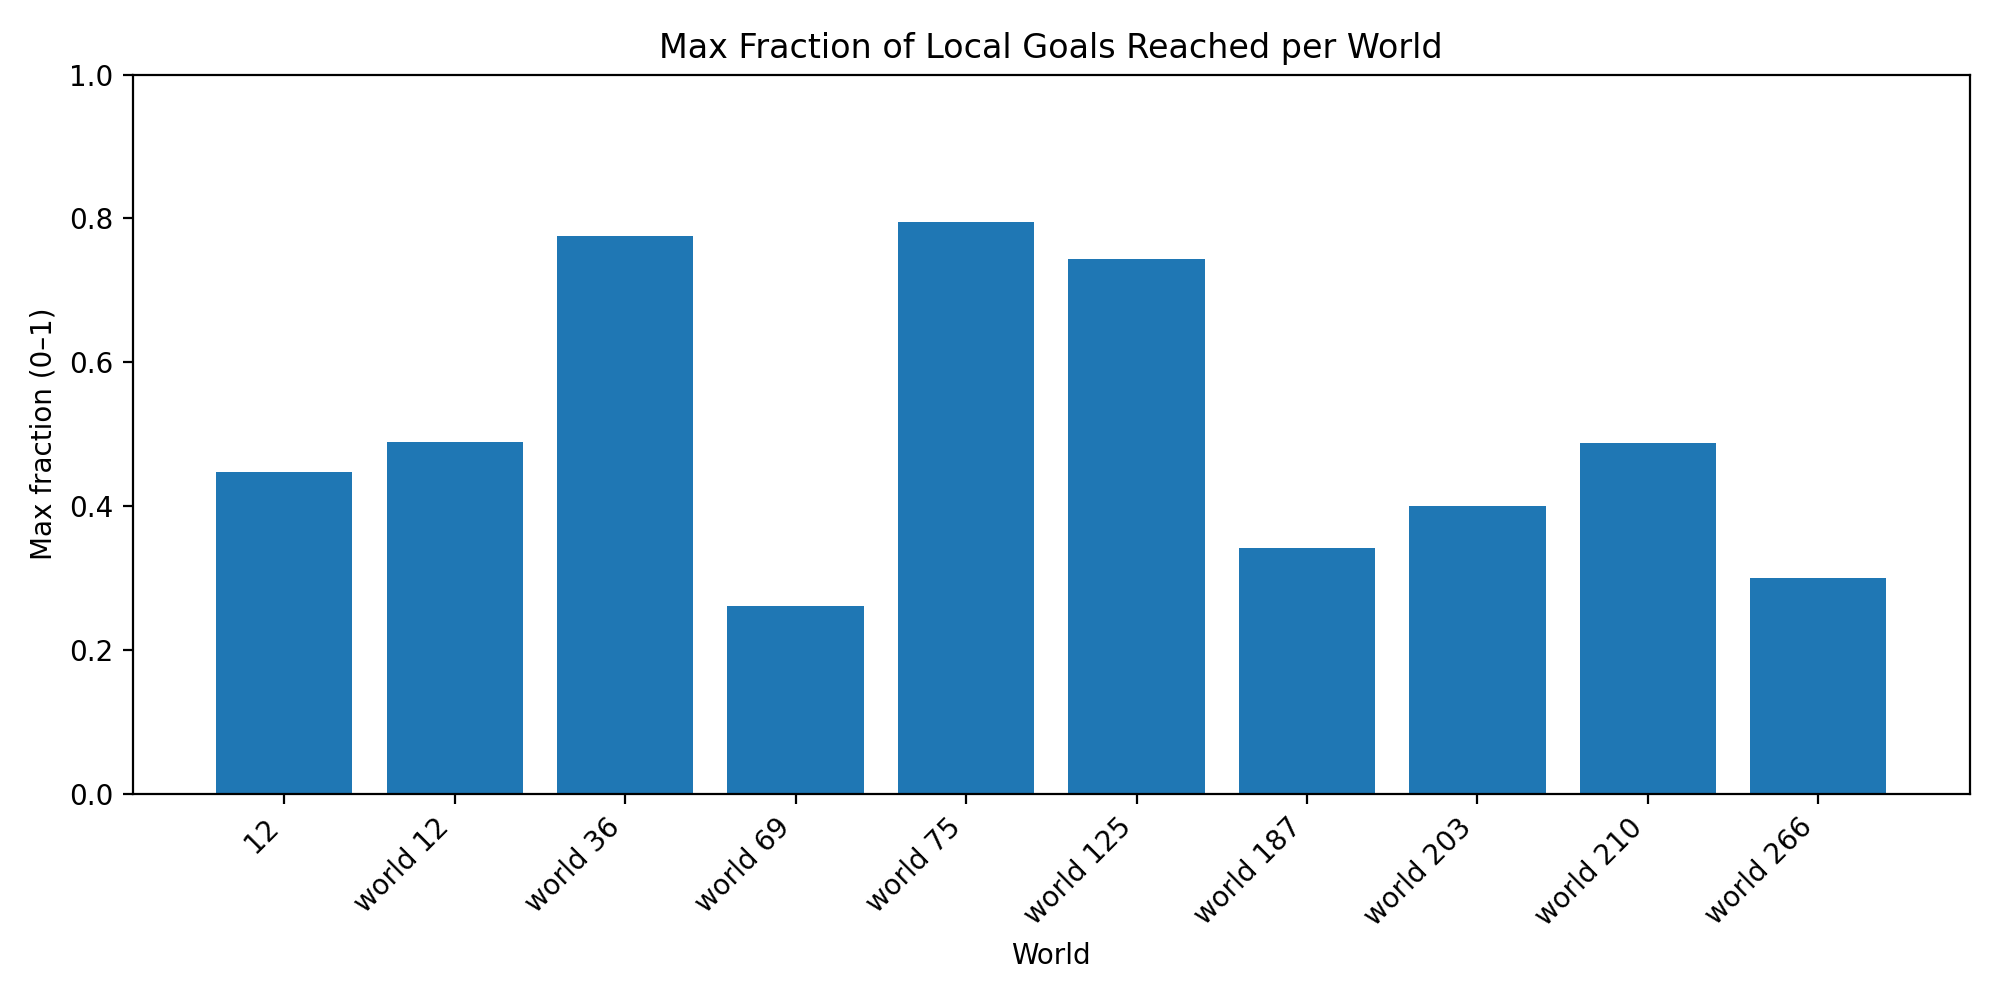 Max Fraction of Local Goals Reached per World
Max fraction (0–1)
1.0
0.8
0.6
0.4
0.2
0.0
12
world 12
world 36
world 69
world 75
world 125
world 187
world 203
world 210
world 266
World